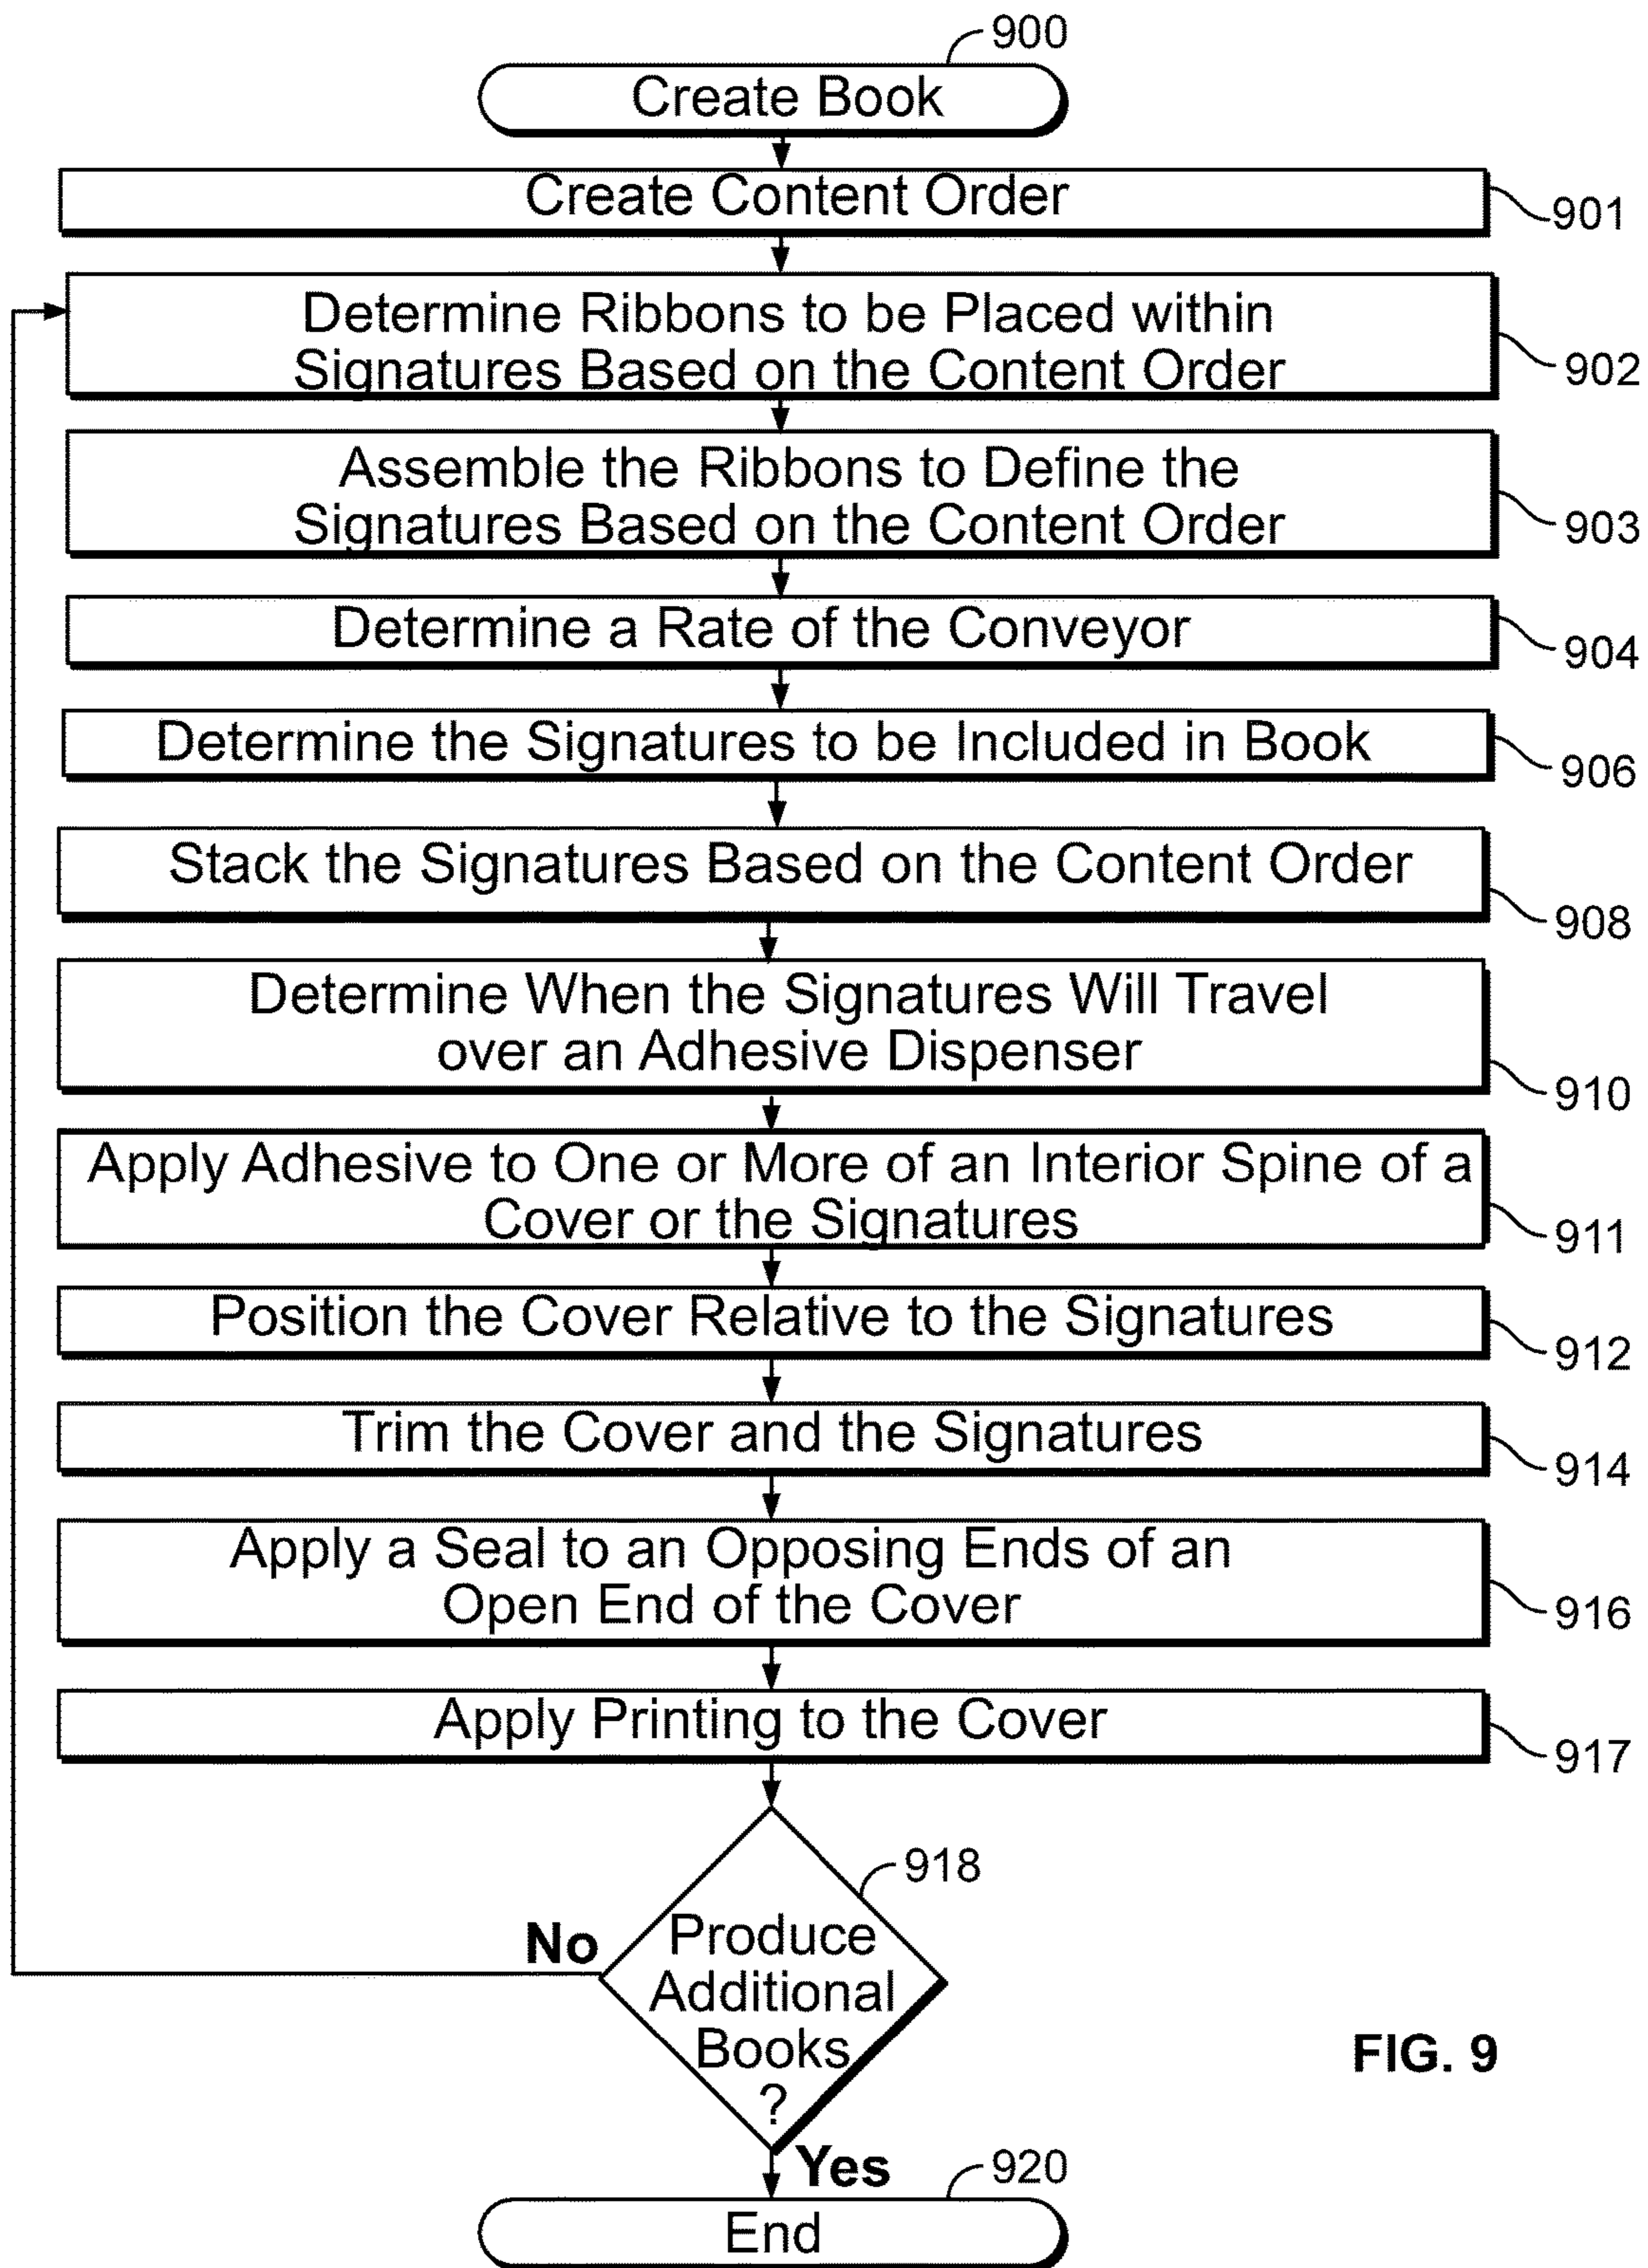 900
Create Book
Create Content Order
901
Determine Ribbons to be Placed within
Signatures Based on the Content Order
902
Assemble the Ribbons to Define the
Signatures Based on the Content Order
903
Determine a Rate of the Conveyor
904
Determine the Signatures to be Included in Book
906
Stack the Signatures Based on the Content Order
908
Determine When the Signatures Will Travel
over an Adhesive Dispenser
910
Apply Adhesive to One or More of an Interior Spine of a
Cover or the Signatures
911
Position the Cover Relative to the Signatures
912
Trim the Cover and the Signatures
914
Apply a Seal to an Opposing Ends of an
Open End of the Cover
916
Apply Printing to the Cover
917
918
No
Produce
Additional
Books
?
FIG. 9
Yes
920
End